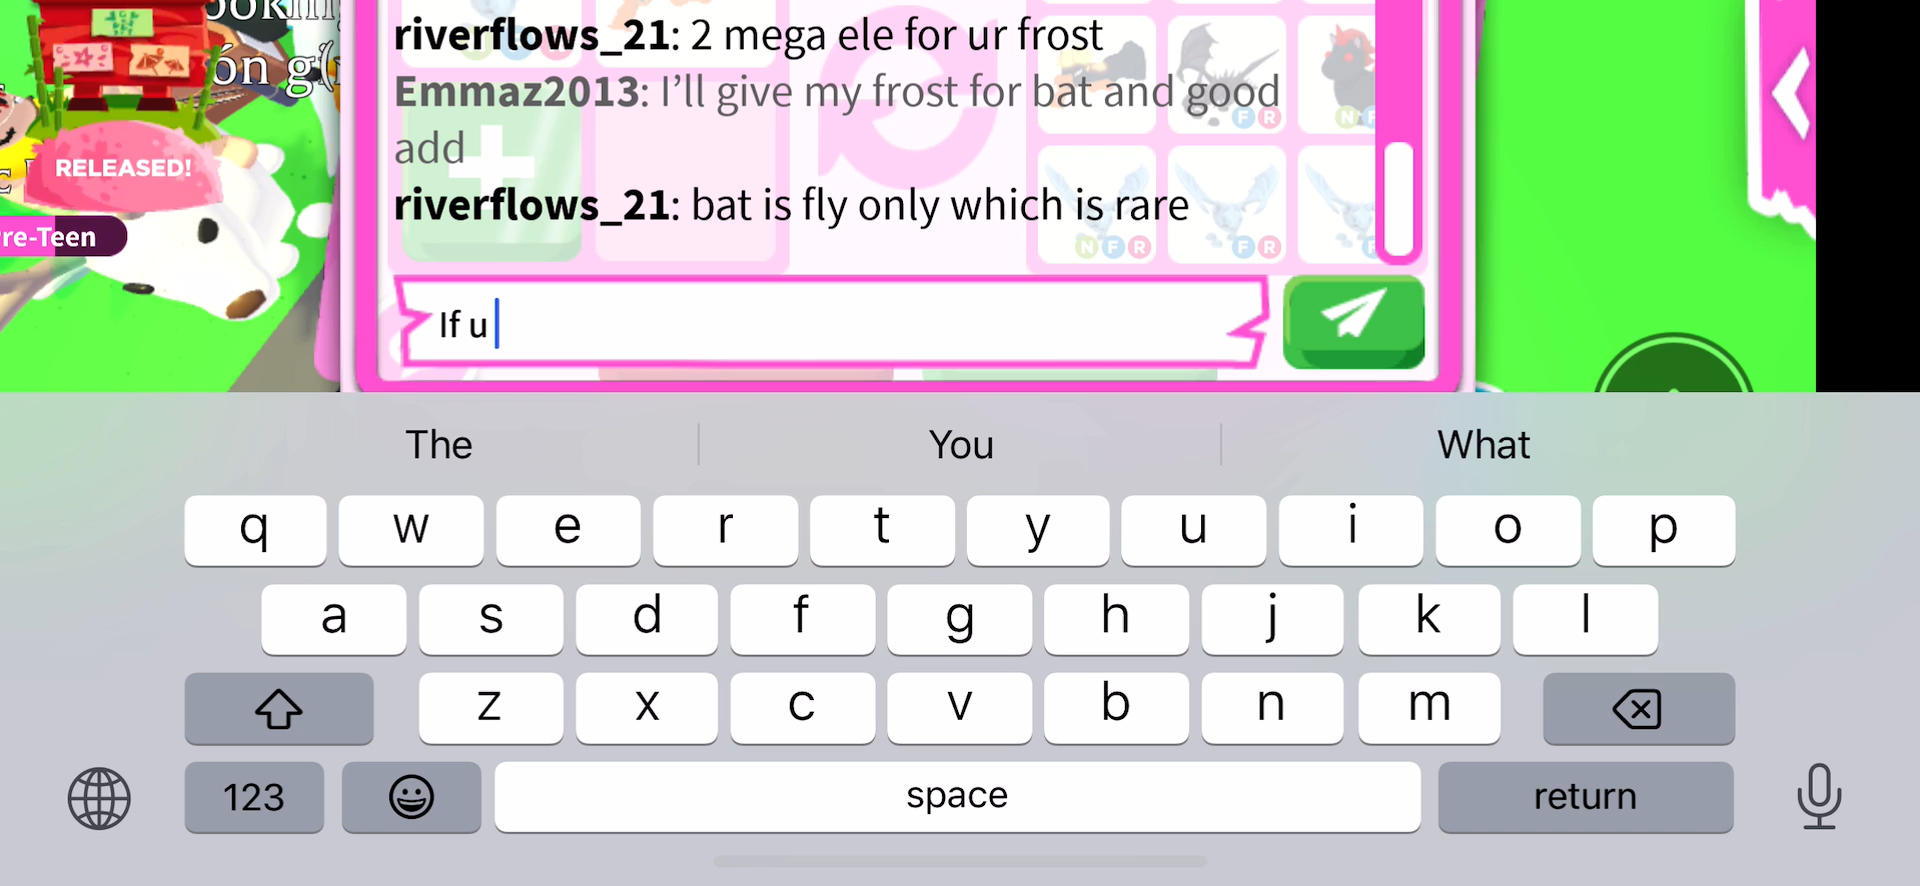 riverflows_21: 2 mega ele for ur frost
Emmaz2013: I'll give my frost for bat and good
add
riverflows_21: bat is fly only which is rare
RELEASED!
re-Teen
If u
The You What
q w e r t y u i o p
a s d f g h j k l
z x c v b n m
123 space return
F R N F
N F R F R F